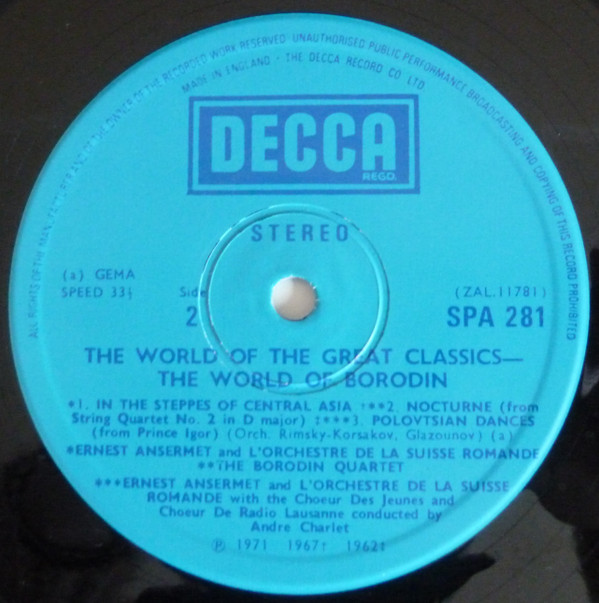 ALL RIGHTS OF THE MANUFACTURER AND OF THE OWNER OF THE RECORDED WORK RESERVED UNAUTHORISED PUBLIC PERFORMANCE BROADCASTING AND COPYING OF THIS RECORD PROHIBITED
MADE IN ENGLAND · THE DECCA RECORD CO LTD
DECCA
REGD.
STEREO
(a) GEMA
SPEED 33⅓
Side
2
(ZAL.11781)
SPA 281
THE WORLD OF THE GREAT CLASSICS—
THE WORLD OF BORODIN
*1. IN THE STEPPES OF CENTRAL ASIA †**2. NOCTURNE (from
String Quartet No. 2 in D major) ‡***3. POLOVTSIAN DANCES
(from Prince Igor) (Orch. Rimsky-Korsakov, Glazounov) (a)
*ERNEST ANSERMET and L'ORCHESTRE DE LA SUISSE ROMANDE
**THE BORODIN QUARTET
***ERNEST ANSERMET and L'ORCHESTRE DE LA SUISSE
ROMANDE with the Choeur Des Jeunes and
Choeur De Radio Lausanne conducted by
Andre Charlet
℗ 1971 1967† 1962‡